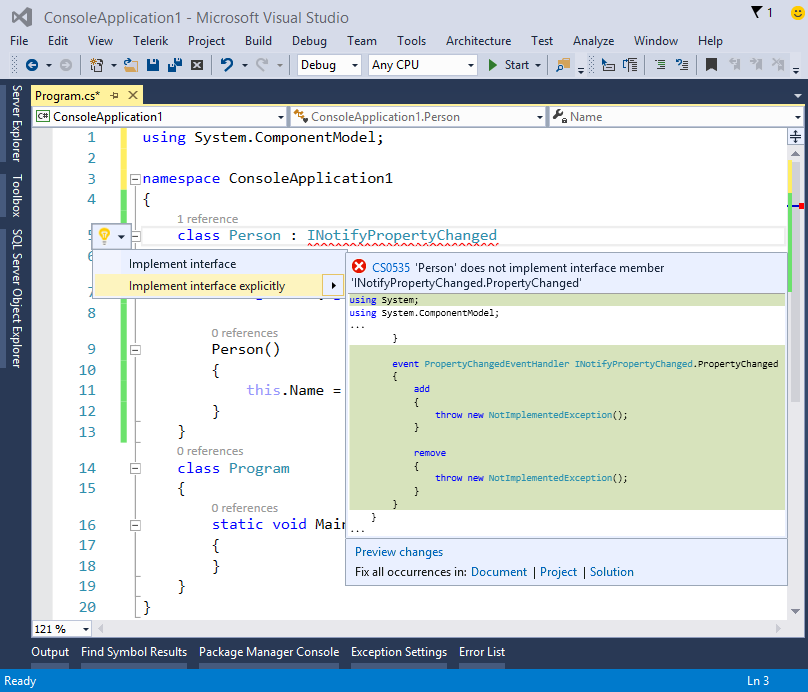 ConsoleApplication1 - Microsoft Visual Studio
1
File Edit View Telerik Project Build Debug Team Tools Architecture Test Analyze Window Help
Debug Any CPU Start
Server Explorer
Toolbox
SQL Server Object Explorer
Program.cs*
ConsoleApplication1 ConsoleApplication1.Person Name
1 using System.ComponentModel;
2
3 namespace ConsoleApplication1
4 {
1 reference
class Person : INotifyPropertyChanged
Implement interface
Implement interface explicitly
CS0535 'Person' does not implement interface member
'INotifyPropertyChanged.PropertyChanged'
using System;
using System.ComponentModel;
...
}
event PropertyChangedEventHandler INotifyPropertyChanged.PropertyChanged
{
add
{
throw new NotImplementedException();
}
remove
{
throw new NotImplementedException();
}
}
}
...
Preview changes
Fix all occurrences in: Document | Project | Solution
8
0 references
9 Person()
10 {
11 this.Name =
12 }
13 }
0 references
14 class Program
15 {
0 references
16 static void Main
17 {
18 }
19 }
20 }
121 %
Output Find Symbol Results Package Manager Console Exception Settings Error List
Ready Ln 3